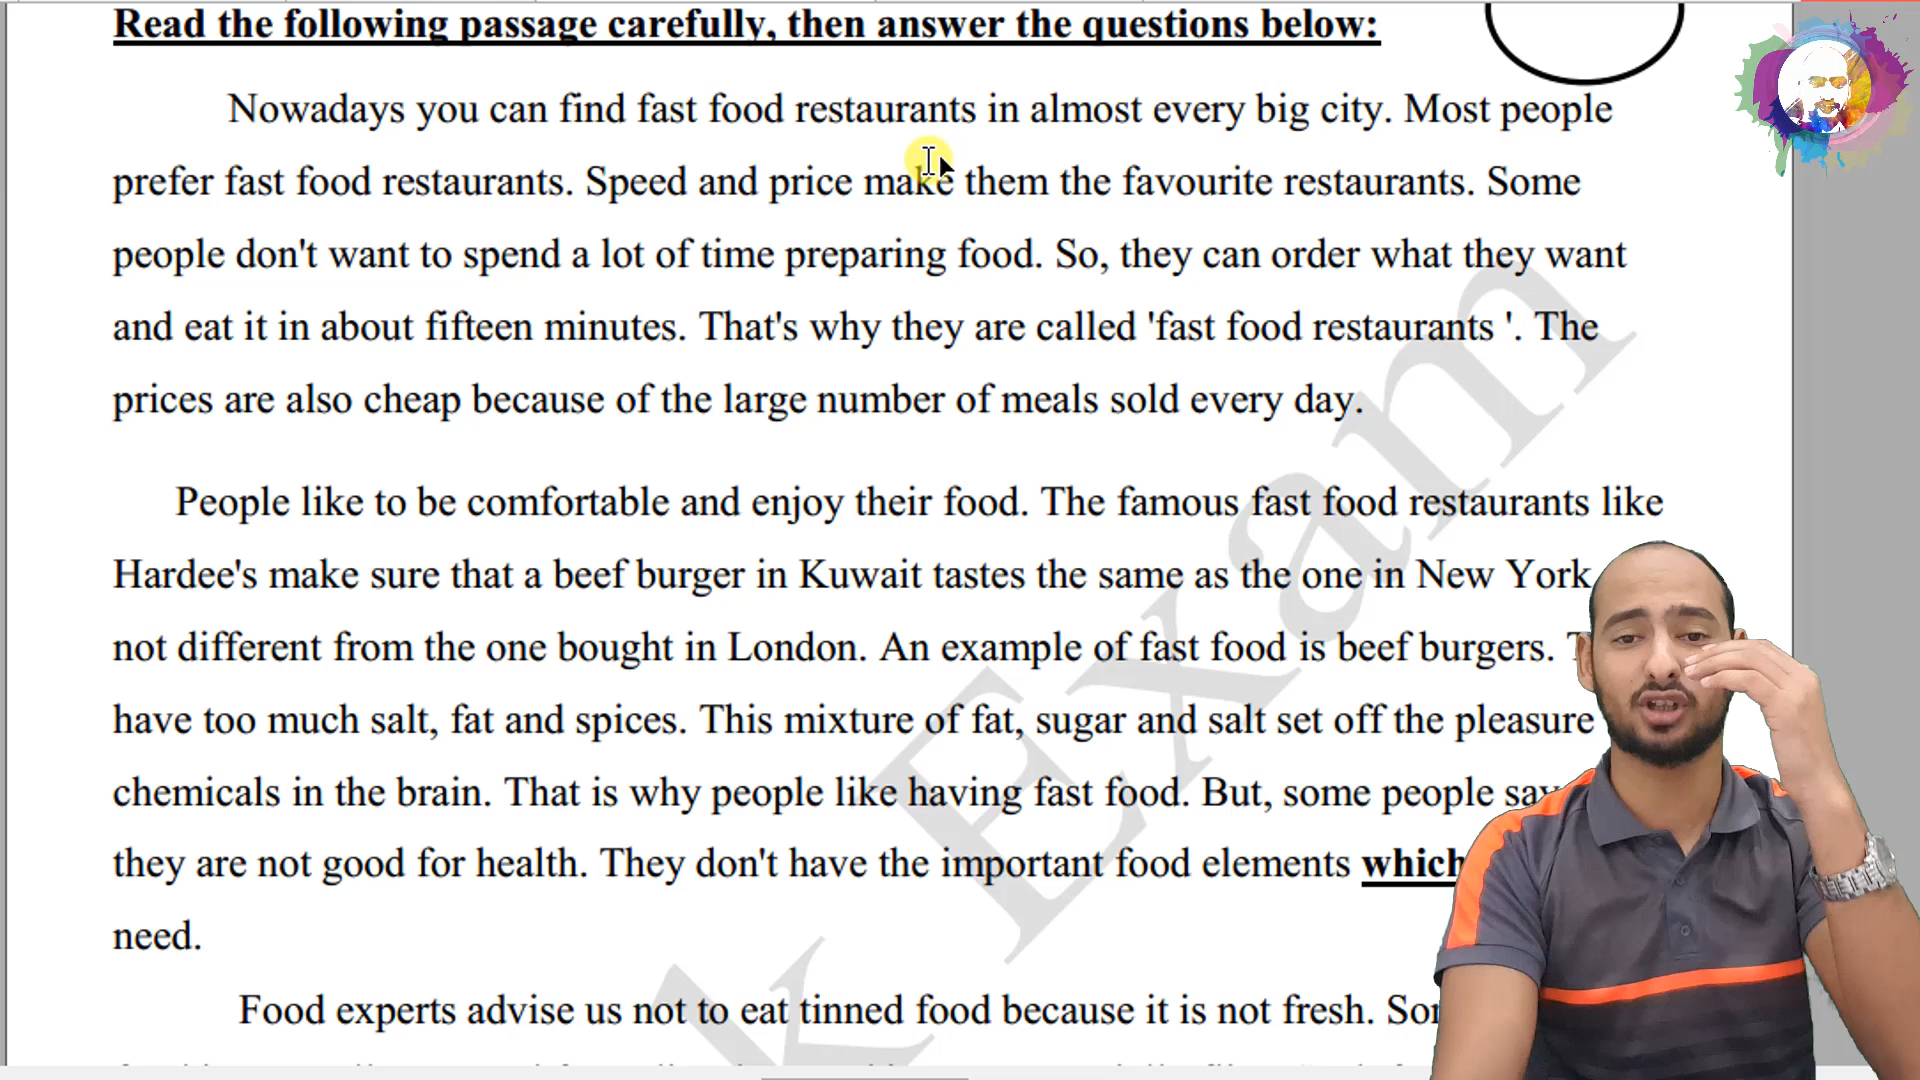 Read the following passage carefully, then answer the questions below:
Nowadays you can find fast food restaurants in almost every big city. Most people
prefer fast food restaurants. Speed and price make them the favourite restaurants. Some
people don't want to spend a lot of time preparing food. So, they can order what they want
and eat it in about fifteen minutes. That's why they are called 'fast food restaurants '. The
prices are also cheap because of the large number of meals sold every day.
People like to be comfortable and enjoy their food. The famous fast food restaurants like
Hardee's make sure that a beef burger in Kuwait tastes the same as the one in New York
not different from the one bought in London. An example of fast food is beef burgers.
have too much salt, fat and spices. This mixture of fat, sugar and salt set off the pleasure
chemicals in the brain. That is why people like having fast food. But, some people say
they are not good for health. They don't have the important food elements which
need.
Food experts advise us not to eat tinned food because it is not fresh.
k Exam